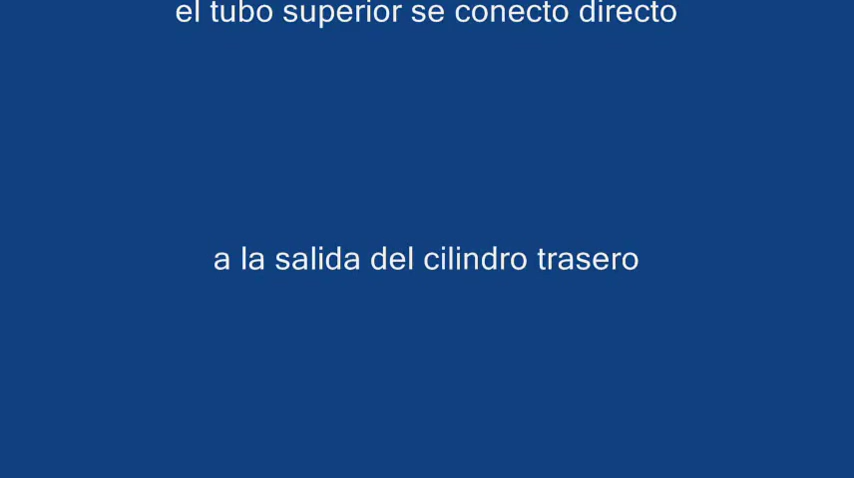 el tubo superior se conecto directo
a la salida del cilindro trasero